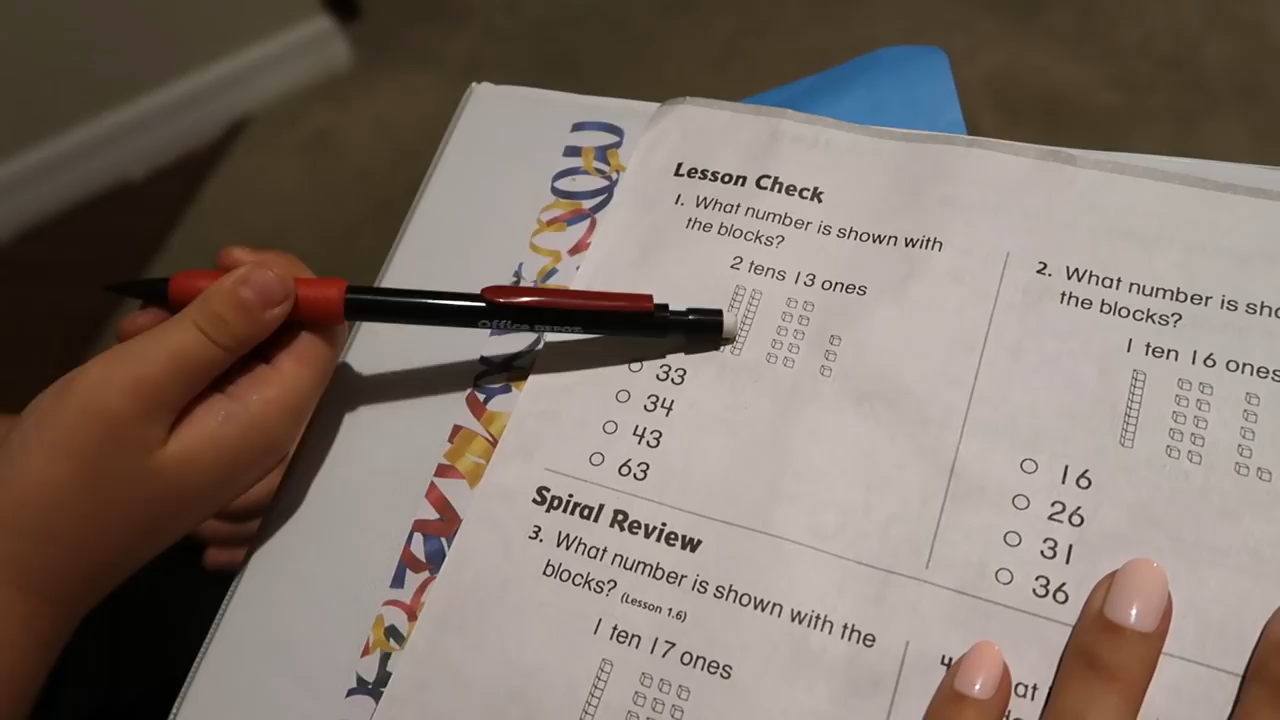 Lesson Check
1. What number is shown with
the blocks?
2 tens 13 ones
33
34
43
63
2. What number is
the blocks?
1 ten 16 ones
16
26
31
36
Spiral Review
3. What number is shown with the
blocks? (Lesson 1.6)
1 ten 17 ones
4
Office DEPOT